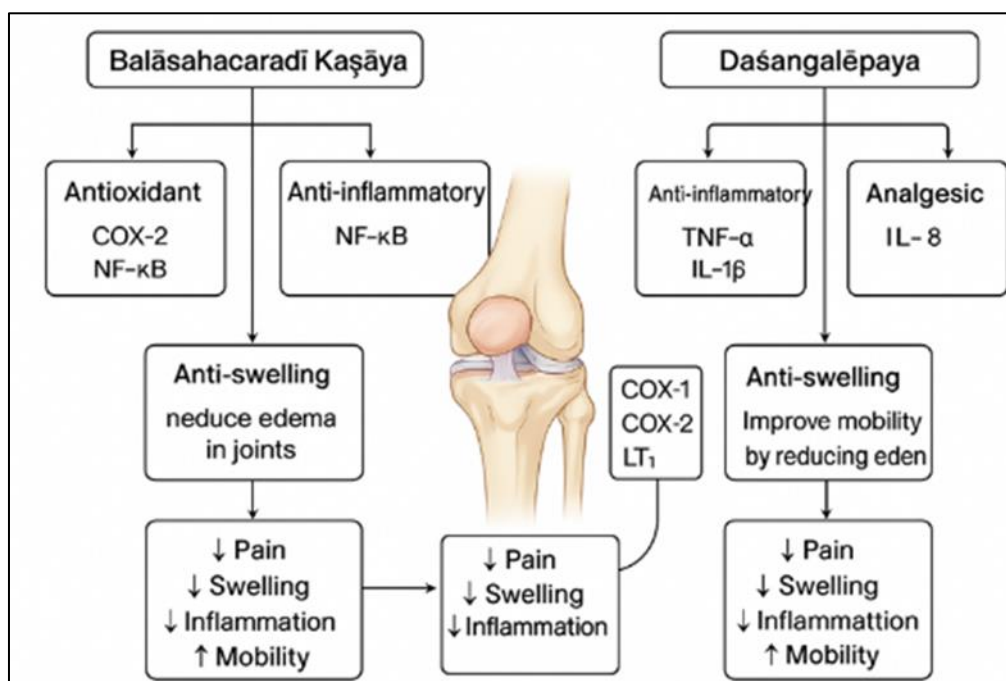 Balāsahacaradī Kaṣāya
Daśangalēpaya
Antioxidant
COX-2
NF-κB
Anti-inflammatory
NF-κB
Anti-inflammatory
TNF-α
IL-1β
Analgesic
IL- 8
Anti-swelling
neduce edema
in joints
COX-1
COX-2
LT₁
Anti-swelling
Improve mobility
by reducing eden
↓ Pain
↓ Swelling
↓ Inflammation
↑ Mobility
↓ Pain
↓ Swelling
↓ Inflammation
↓ Pain
↓ Swelling
↓ Inflammattion
↑ Mobility